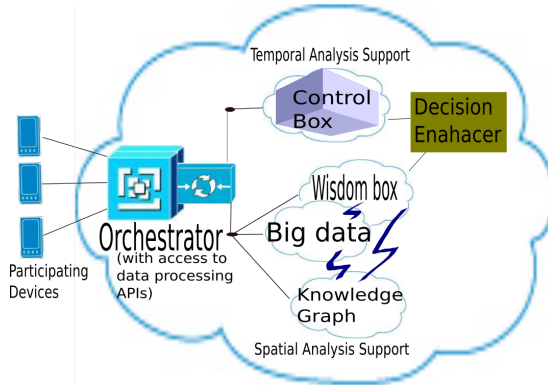 Temporal Analysis Support
Control
Box
Decision
Enahacer
Wisdom box
Big data
Orchestrator
(with access to
data processing
APIs)
Participating
Devices
Knowledge
Graph
Spatial Analysis Support